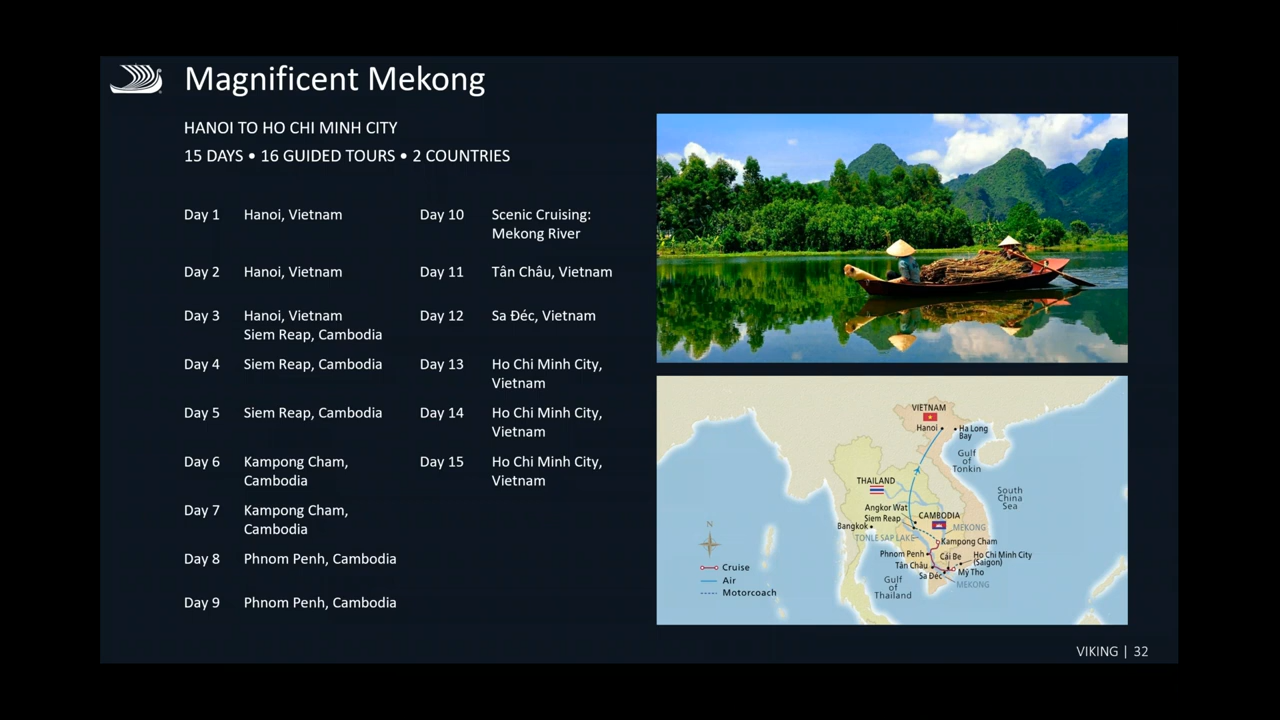 Magnificent Mekong
HANOI TO HO CHI MINH CITY
15 DAYS • 16 GUIDED TOURS • 2 COUNTRIES
Day 1 Hanoi, Vietnam
Day 2 Hanoi, Vietnam
Day 3 Hanoi, Vietnam
Siem Reap, Cambodia
Day 4 Siem Reap, Cambodia
Day 5 Siem Reap, Cambodia
Day 6 Kampong Cham,
Cambodia
Day 7 Kampong Cham,
Cambodia
Day 8 Phnom Penh, Cambodia
Day 9 Phnom Penh, Cambodia
Day 10 Scenic Cruising:
Mekong River
Day 11 Tân Châu, Vietnam
Day 12 Sa Đéc, Vietnam
Day 13 Ho Chi Minh City,
Vietnam
Day 14 Ho Chi Minh City,
Vietnam
Day 15 Ho Chi Minh City,
Vietnam
VIETNAM
Hanoi
Ha Long
Bay
Gulf
of
Tonkin
THAILAND
South
China
Sea
Angkor Wat
Siem Reap
CAMBODIA
Bangkok
MEKONG
TONLE SAP LAKE
Kampong Cham
Phnom Penh
Cái Bè
Ho Chi Minh City
(Saigon)
Tân Châu
Mỹ Tho
Sa Đéc
MEKONG
Gulf
of
Thailand
N
Cruise
Air
Motorcoach
VIKING | 32